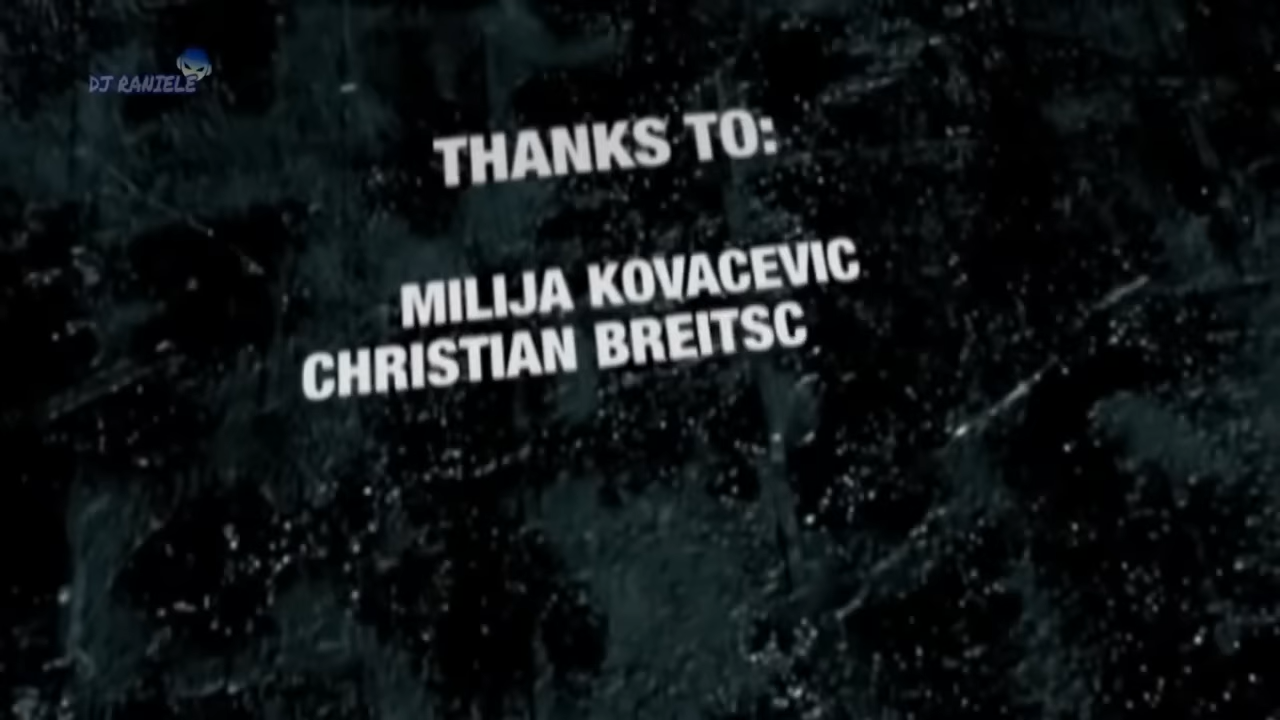 DJ RANIELE
THANKS TO:
MILIJA KOVACEVIC
CHRISTIAN BREITSC